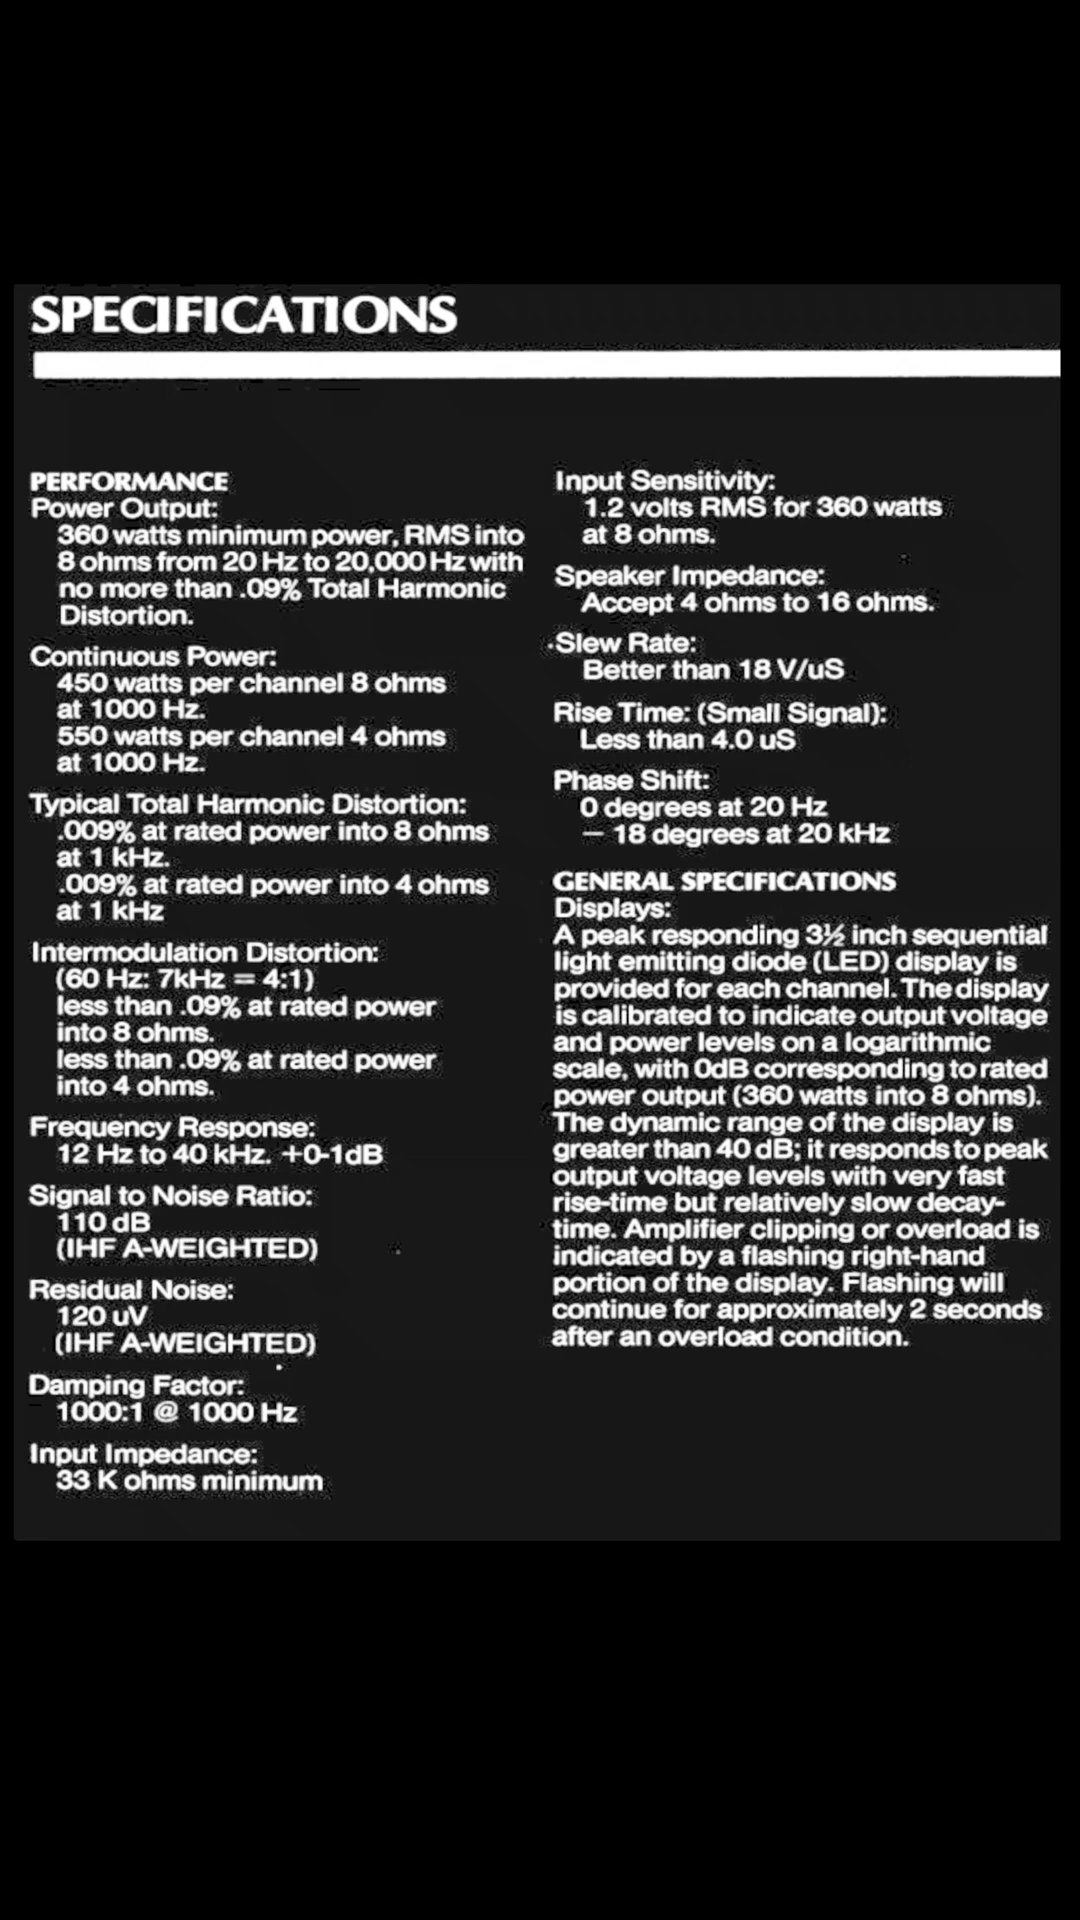 SPECIFICATIONS
PERFORMANCE
Power Output:
360 watts minimum power, RMS into
8 ohms from 20 Hz to 20,000 Hz with
no more than .09% Total Harmonic
Distortion.
Continuous Power:
450 watts per channel 8 ohms
at 1000 Hz.
550 watts per channel 4 ohms
at 1000 Hz.
Typical Total Harmonic Distortion:
.009% at rated power into 8 ohms
at 1 kHz.
.009% at rated power into 4 ohms
at 1 kHz
Intermodulation Distortion:
(60 Hz: 7kHz = 4:1)
less than .09% at rated power
into 8 ohms.
less than .09% at rated power
into 4 ohms.
Frequency Response:
12 Hz to 40 kHz. +0-1dB
Signal to Noise Ratio:
110 dB
(IHF A-WEIGHTED)
Residual Noise:
120 uV
(IHF A-WEIGHTED)
Damping Factor:
1000:1 @ 1000 Hz
Input Impedance:
33 K ohms minimum
Input Sensitivity:
1.2 volts RMS for 360 watts
at 8 ohms.
Speaker Impedance:
Accept 4 ohms to 16 ohms.
Slew Rate:
Better than 18 V/uS
Rise Time: (Small Signal):
Less than 4.0 uS
Phase Shift:
0 degrees at 20 Hz
– 18 degrees at 20 kHz
GENERAL SPECIFICATIONS
Displays:
A peak responding 3½ inch sequential
light emitting diode (LED) display is
provided for each channel. The display
is calibrated to indicate output voltage
and power levels on a logarithmic
scale, with 0dB corresponding to rated
power output (360 watts into 8 ohms).
The dynamic range of the display is
greater than 40 dB; it responds to peak
output voltage levels with very fast
rise-time but relatively slow decay-
time. Amplifier clipping or overload is
indicated by a flashing right-hand
portion of the display. Flashing will
continue for approximately 2 seconds
after an overload condition.